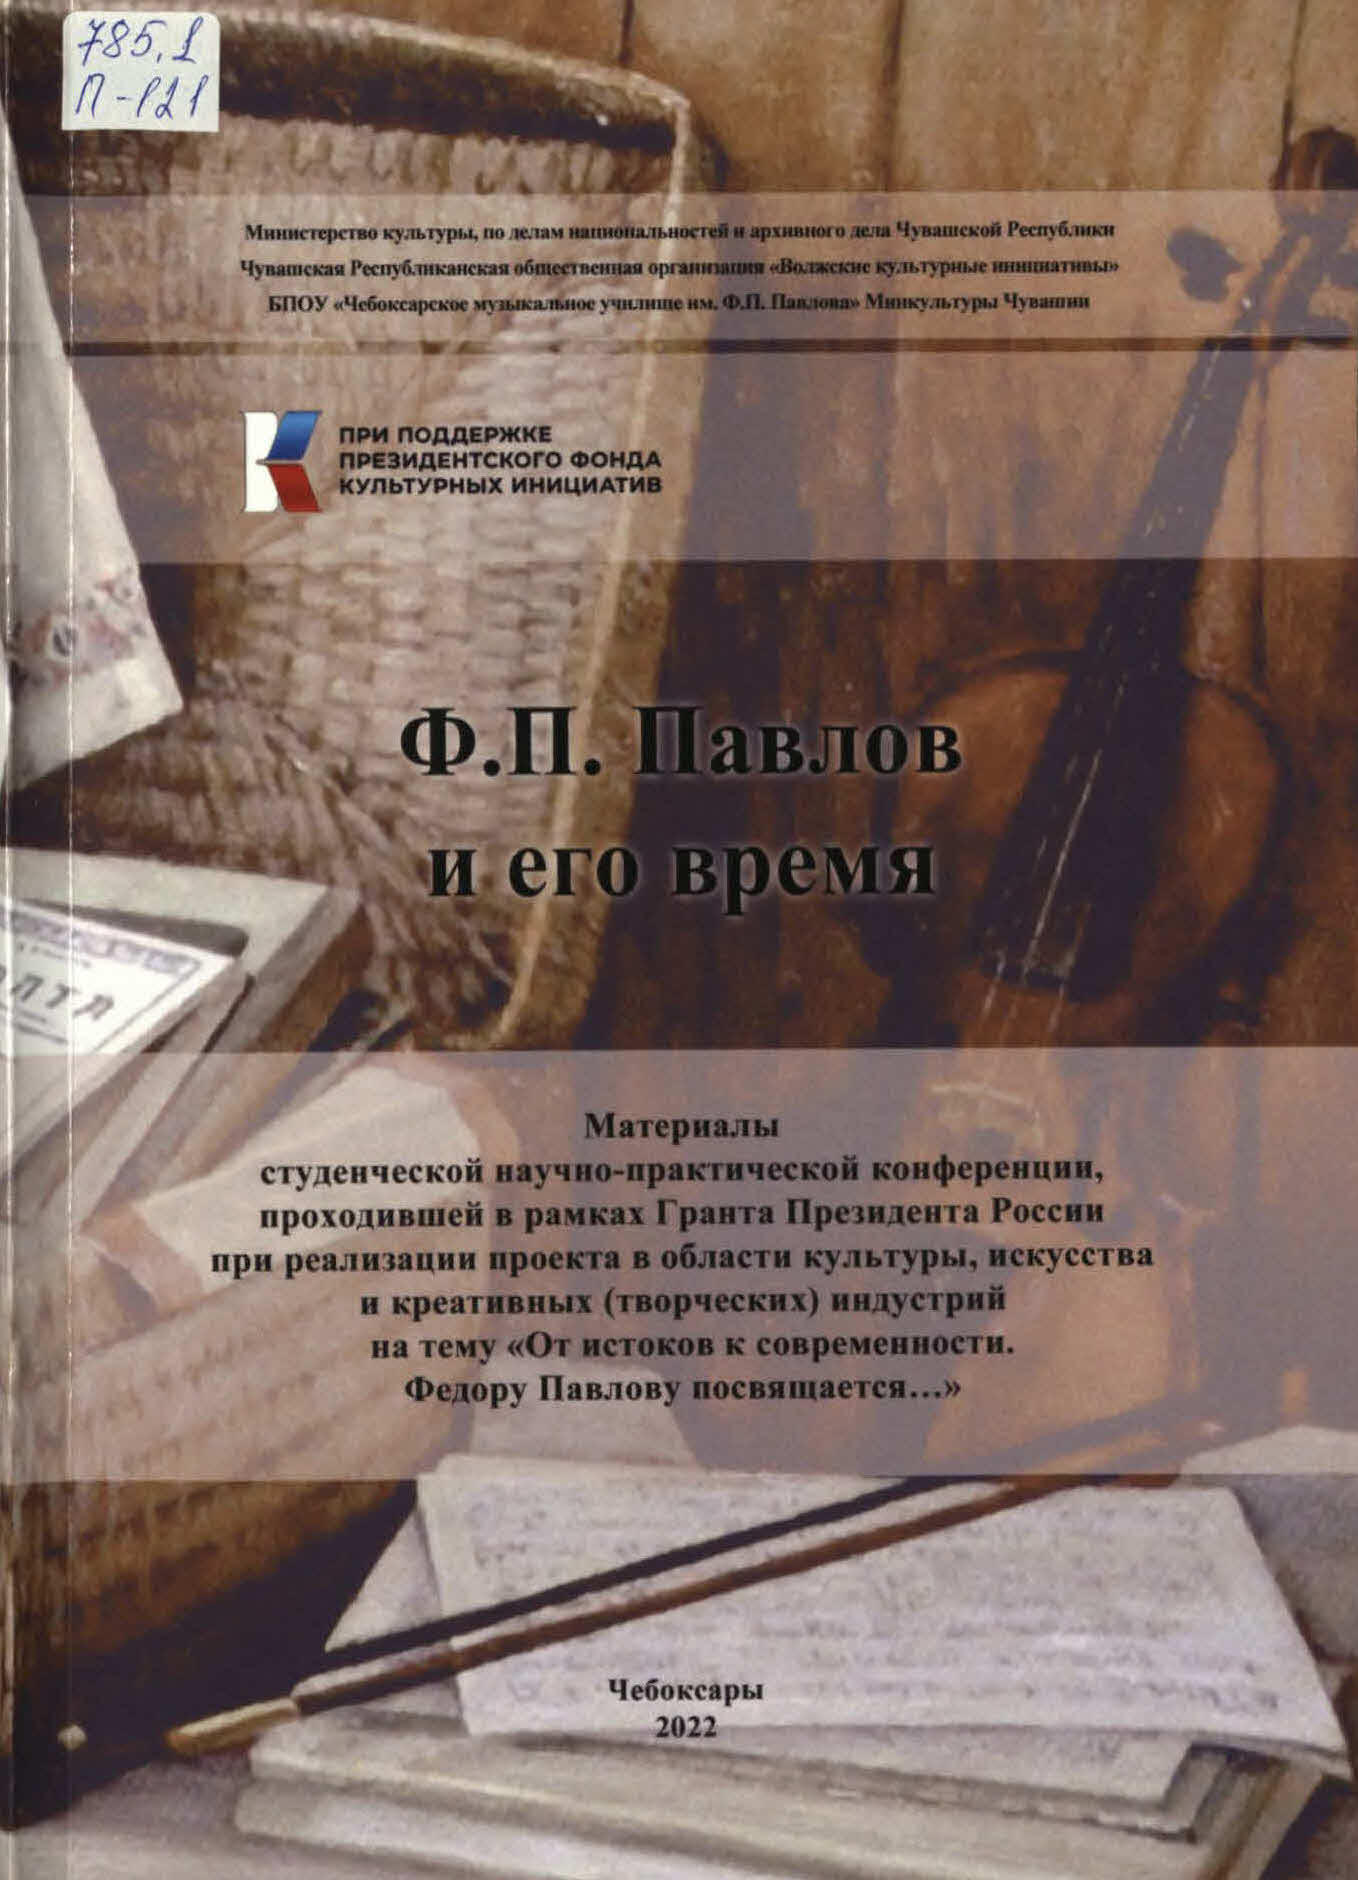 785.1
П-121
Министерство культуры, по делам национальностей и архивного дела Чувашской Республики
Чувашская Республиканская общественная организация «Волжские культурные инициативы»
БПОУ «Чебоксарское музыкальное училище им. Ф.П. Павлова» Минкультуры Чувашии
ПРИ ПОДДЕРЖКЕ
ПРЕЗИДЕНТСКОГО ФОНДА
КУЛЬТУРНЫХ ИНИЦИАТИВ
Ф.П. Павлов
и его время
Материалы
студенческой научно-практической конференции,
проходившей в рамках Гранта Президента России
при реализации проекта в области культуры, искусства
и креативных (творческих) индустрий
на тему «От истоков к современности.
Федору Павлову посвящается...»
Чебоксары
2022